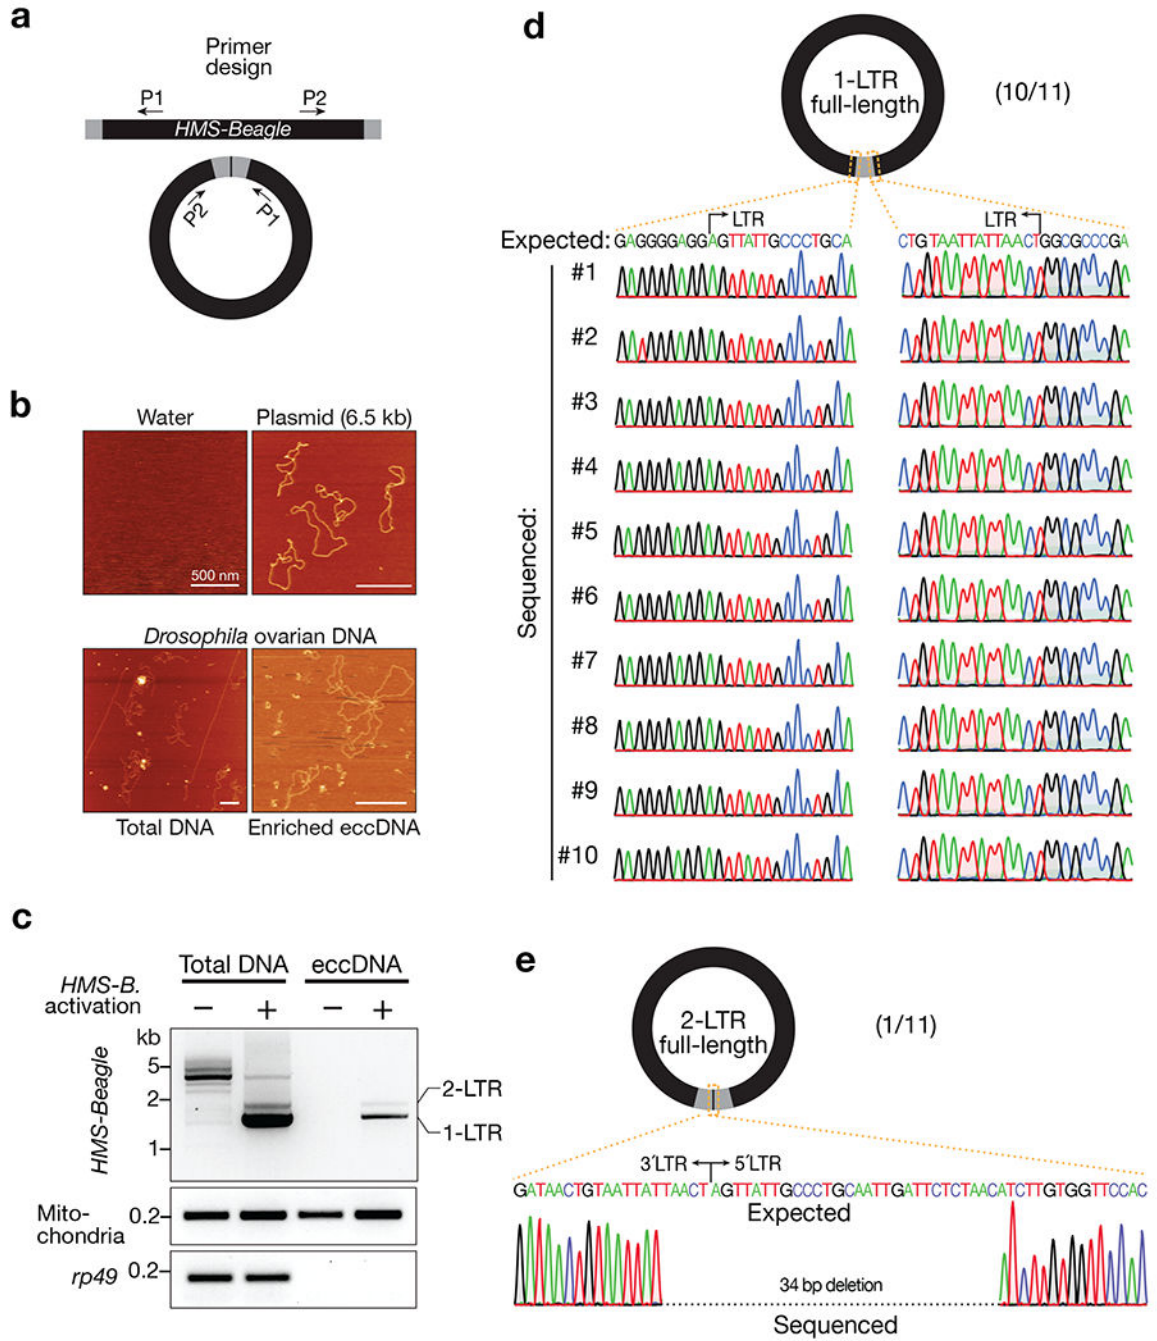 a
Primer
design
P1
P2
HMS-Beagle
P2
P1
b
Water
Plasmid (6.5 kb)
500 nm
Drosophila ovarian DNA
Total DNA
Enriched eccDNA
c
Total DNA
eccDNA
HMS-B.
activation
− + − +
kb
HMS-Beagle
5
2
1
2-LTR
1-LTR
Mito-
chondria
0.2
rp49
0.2
d
1-LTR
full-length
(10/11)
LTR
LTR
Expected:
GAGGGGAGGAGTTATTGCCCTGCA
CTGTAATTATTAACTGGCGCCCGA
Sequenced:
#1
#2
#3
#4
#5
#6
#7
#8
#9
#10
e
2-LTR
full-length
(1/11)
3′LTR
5′LTR
GATAACTGTAATTATTAACTAGTTATTGCCCTGCAATTGATTCTCTAACATCTTGTGGTTCCAC
Expected
34 bp deletion
Sequenced